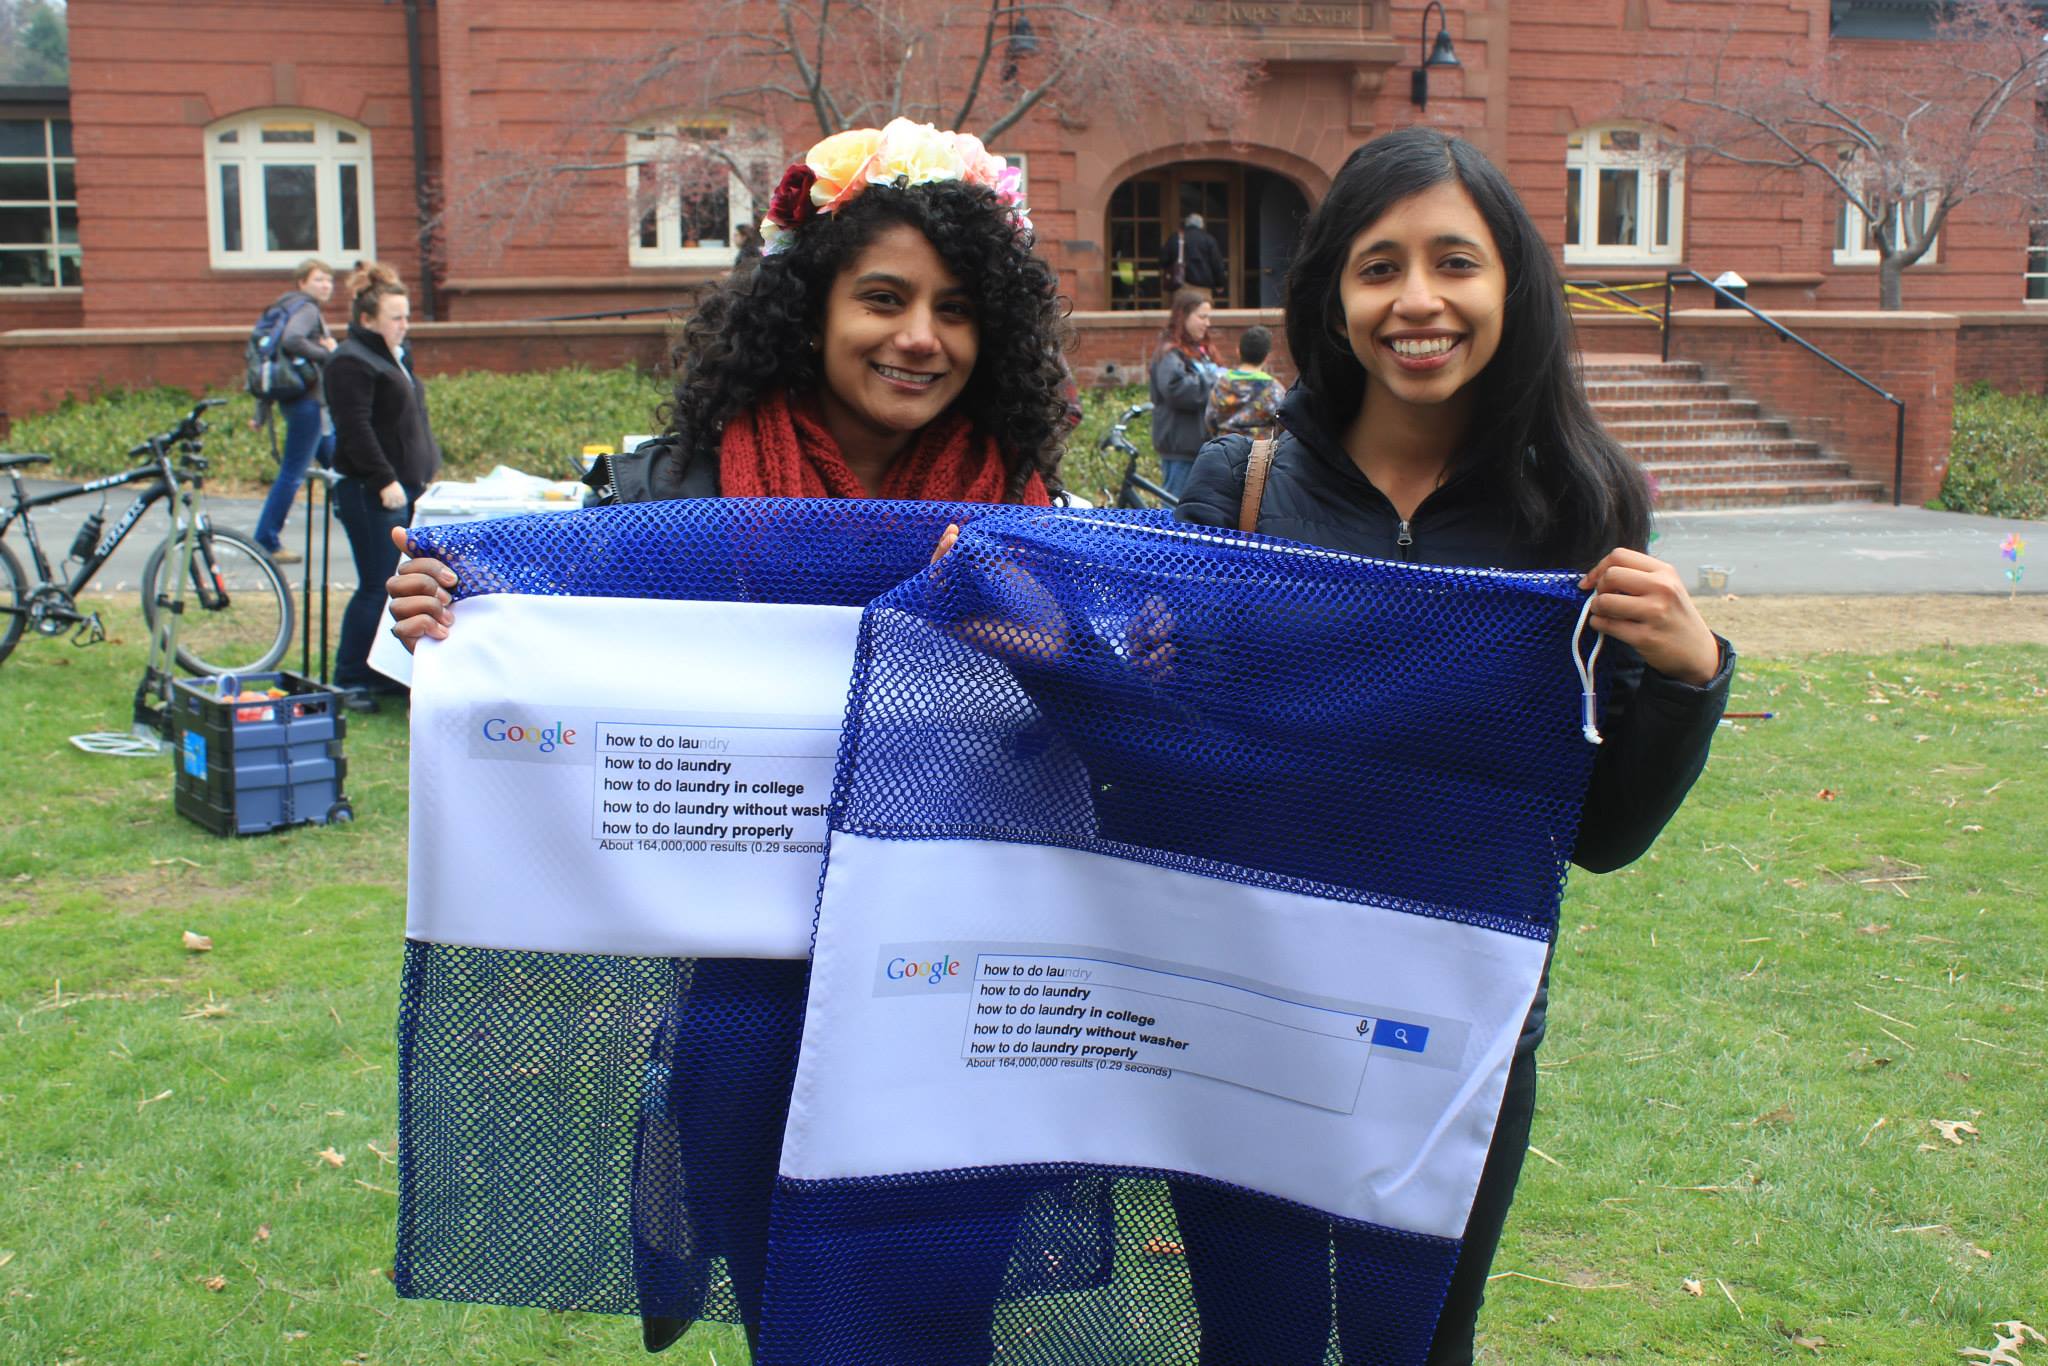 CAMPUS CENTER
Google
how to do laundry
how to do laundry
how to do laundry in college
how to do laundry without wash
how to do laundry properly
About 164,000,000 results (0.29 second
Google
how to do laundry
how to do laundry
how to do laundry in college
how to do laundry without washer
how to do laundry properly
About 164,000,000 results (0.29 seconds)